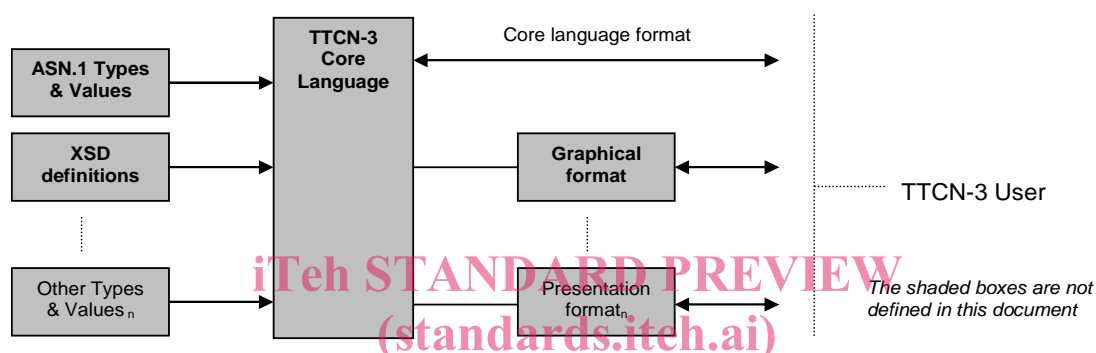 TTCN-3
Core
Language
Core language format
ASN.1 Types
& Values
XSD
definitions
Graphical
format
TTCN-3 User
iTeh STANDARD PREVIEW
Other Types
& Values n
Presentation
formatn
The shaded boxes are not
defined in this document
(standards.iteh.ai)